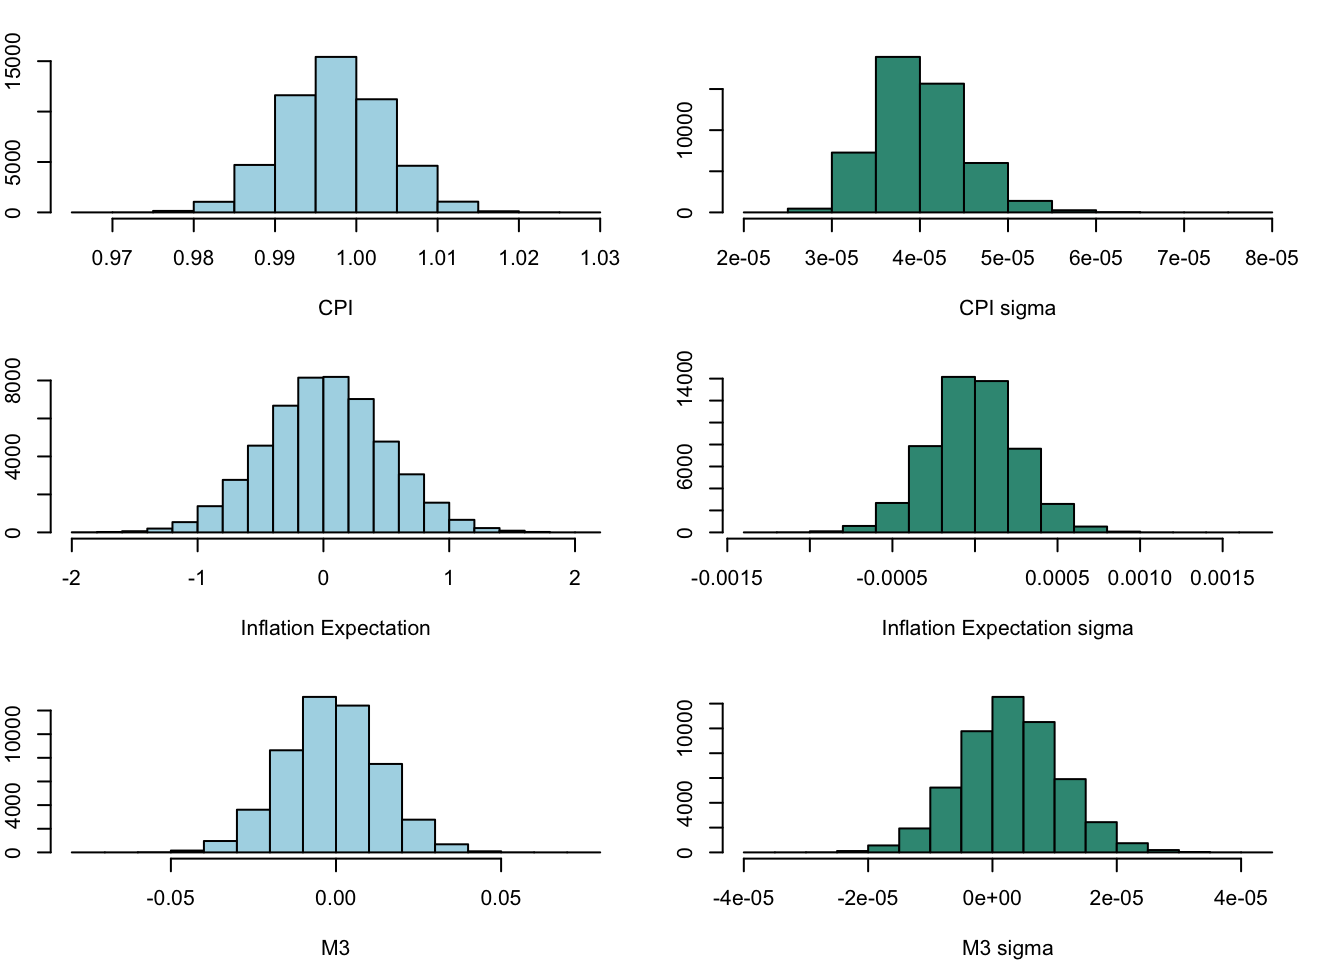 15000
5000
0
0.97 0.98 0.99 1.00 1.01 1.02 1.03
CPI
10000
0
2e-05 3e-05 4e-05 5e-05 6e-05 7e-05 8e-05
CPI sigma
8000
4000
0
-2 -1 0 1 2
Inflation Expectation
14000
6000
0
-0.0015 -0.0005 0.0005 0.0010 0.0015
Inflation Expectation sigma
10000
4000
0
-0.05 0.00 0.05
M3
10000
4000
0
-4e-05 -2e-05 0e+00 2e-05 4e-05
M3 sigma